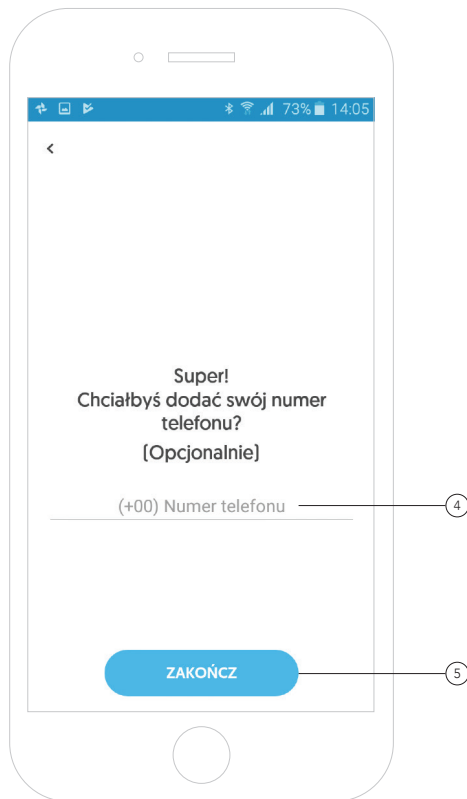 73% 14:05
Super!
Chciałbyś dodać swój numer
telefonu?
(Opcjonalnie)
(+00) Numer telefonu
4
ZAKOŃCZ
5